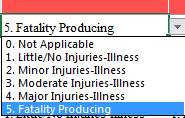 5. Fatality Producing
0. Not Applicable
1. Little/No Injuries-Illness
2. Minor Injuries-Illness
3. Moderate Injuries-Illness
4. Major Injuries-Illness
5. Fatality Producing